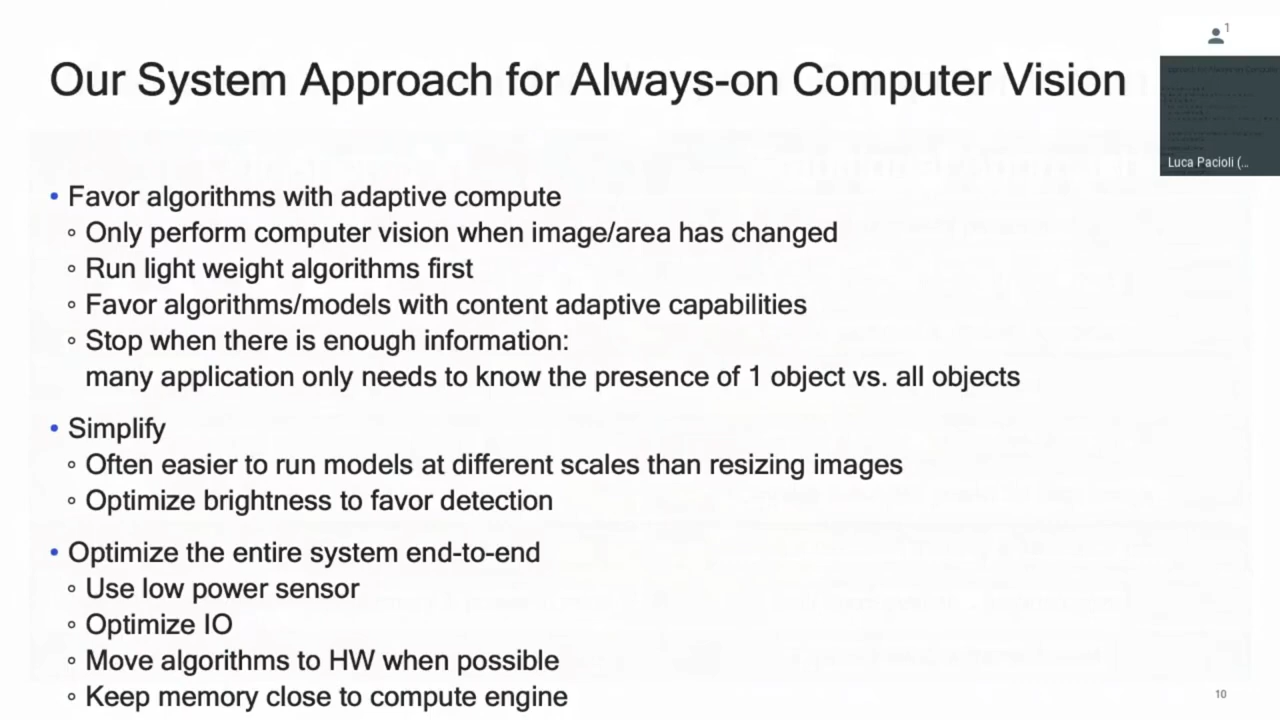 Our System Approach for Always-on Computer Vision
1
Luca Pacioli (...
• Favor algorithms with adaptive compute
◦ Only perform computer vision when image/area has changed
◦ Run light weight algorithms first
◦ Favor algorithms/models with content adaptive capabilities
◦ Stop when there is enough information:
many application only needs to know the presence of 1 object vs. all objects
• Simplify
◦ Often easier to run models at different scales than resizing images
◦ Optimize brightness to favor detection
• Optimize the entire system end-to-end
◦ Use low power sensor
◦ Optimize IO
◦ Move algorithms to HW when possible
◦ Keep memory close to compute engine
10